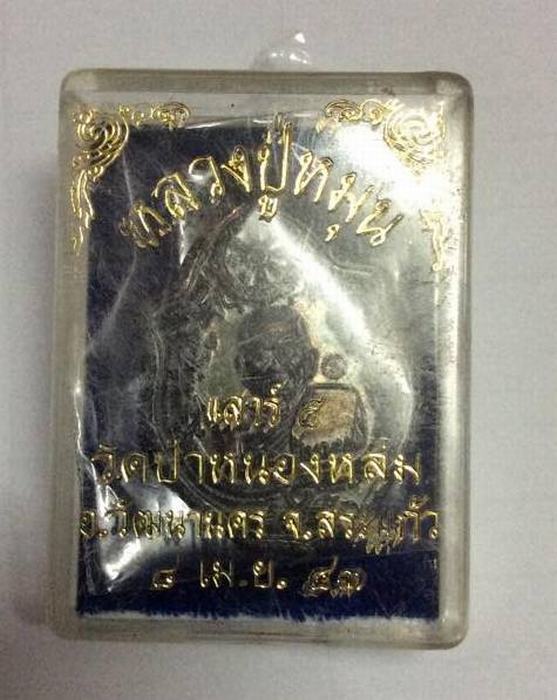 หลวงปู่หมุน
เสาร์ ๕
วัดป่าหนองหล่ม
อ.วัฒนานคร จ.สระแก้ว
๘ เม.ย. ๔๓